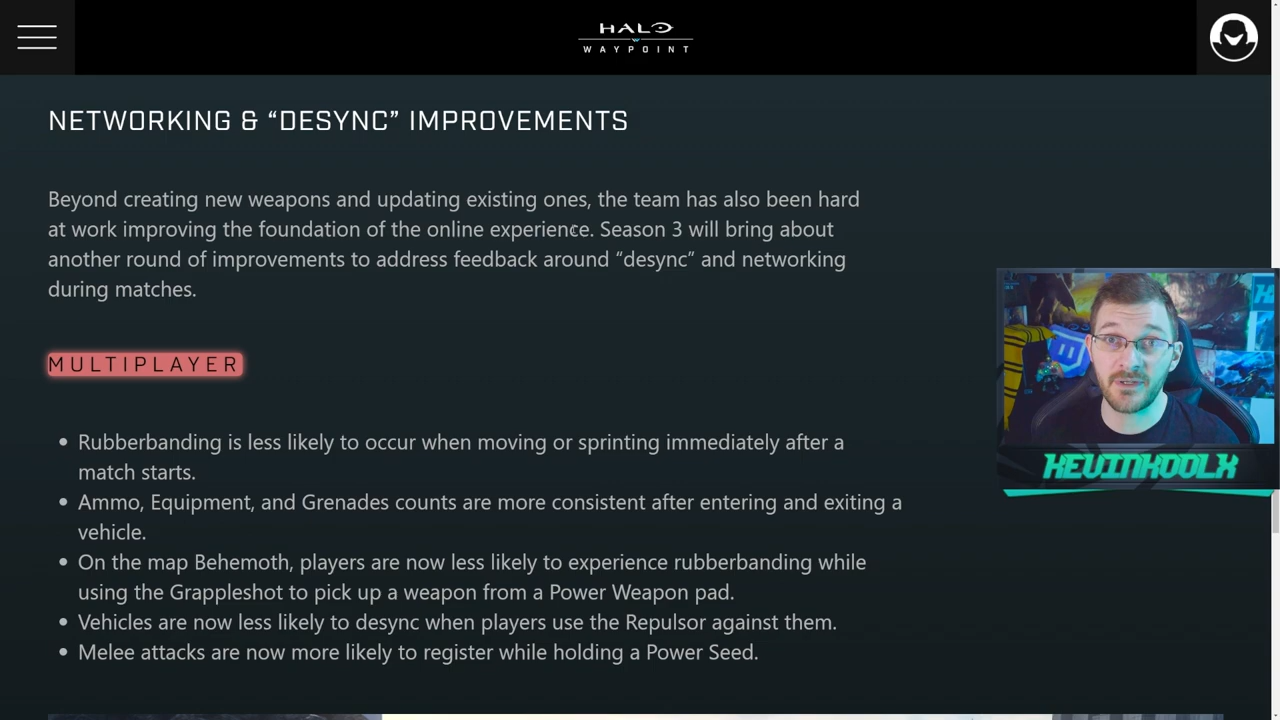 HALO
WAYPOINT
NETWORKING & “DESYNC” IMPROVEMENTS
Beyond creating new weapons and updating existing ones, the team has also been hard
at work improving the foundation of the online experience. Season 3 will bring about
another round of improvements to address feedback around “desync” and networking
during matches.
MULTIPLAYER
• Rubberbanding is less likely to occur when moving or sprinting immediately after a
match starts.
• Ammo, Equipment, and Grenades counts are more consistent after entering and exiting a
vehicle.
• On the map Behemoth, players are now less likely to experience rubberbanding while
using the Grappleshot to pick up a weapon from a Power Weapon pad.
• Vehicles are now less likely to desync when players use the Repulsor against them.
• Melee attacks are now more likely to register while holding a Power Seed.
KEVINKOOLX